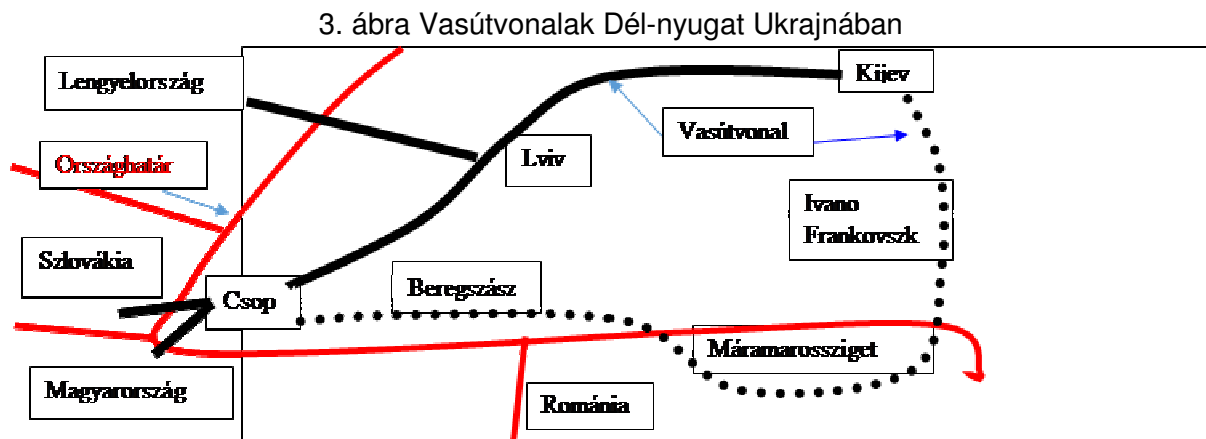 3. ábra Vasútvonalak Dél-nyugat Ukrajnában
Lengyelország
Kijev
Vasútvonal
Országhatár
Lviv
Ivano
Frankovszk
Szlovákia
Csop
Beregszász
Máramarossziget
Magyarország
Románia